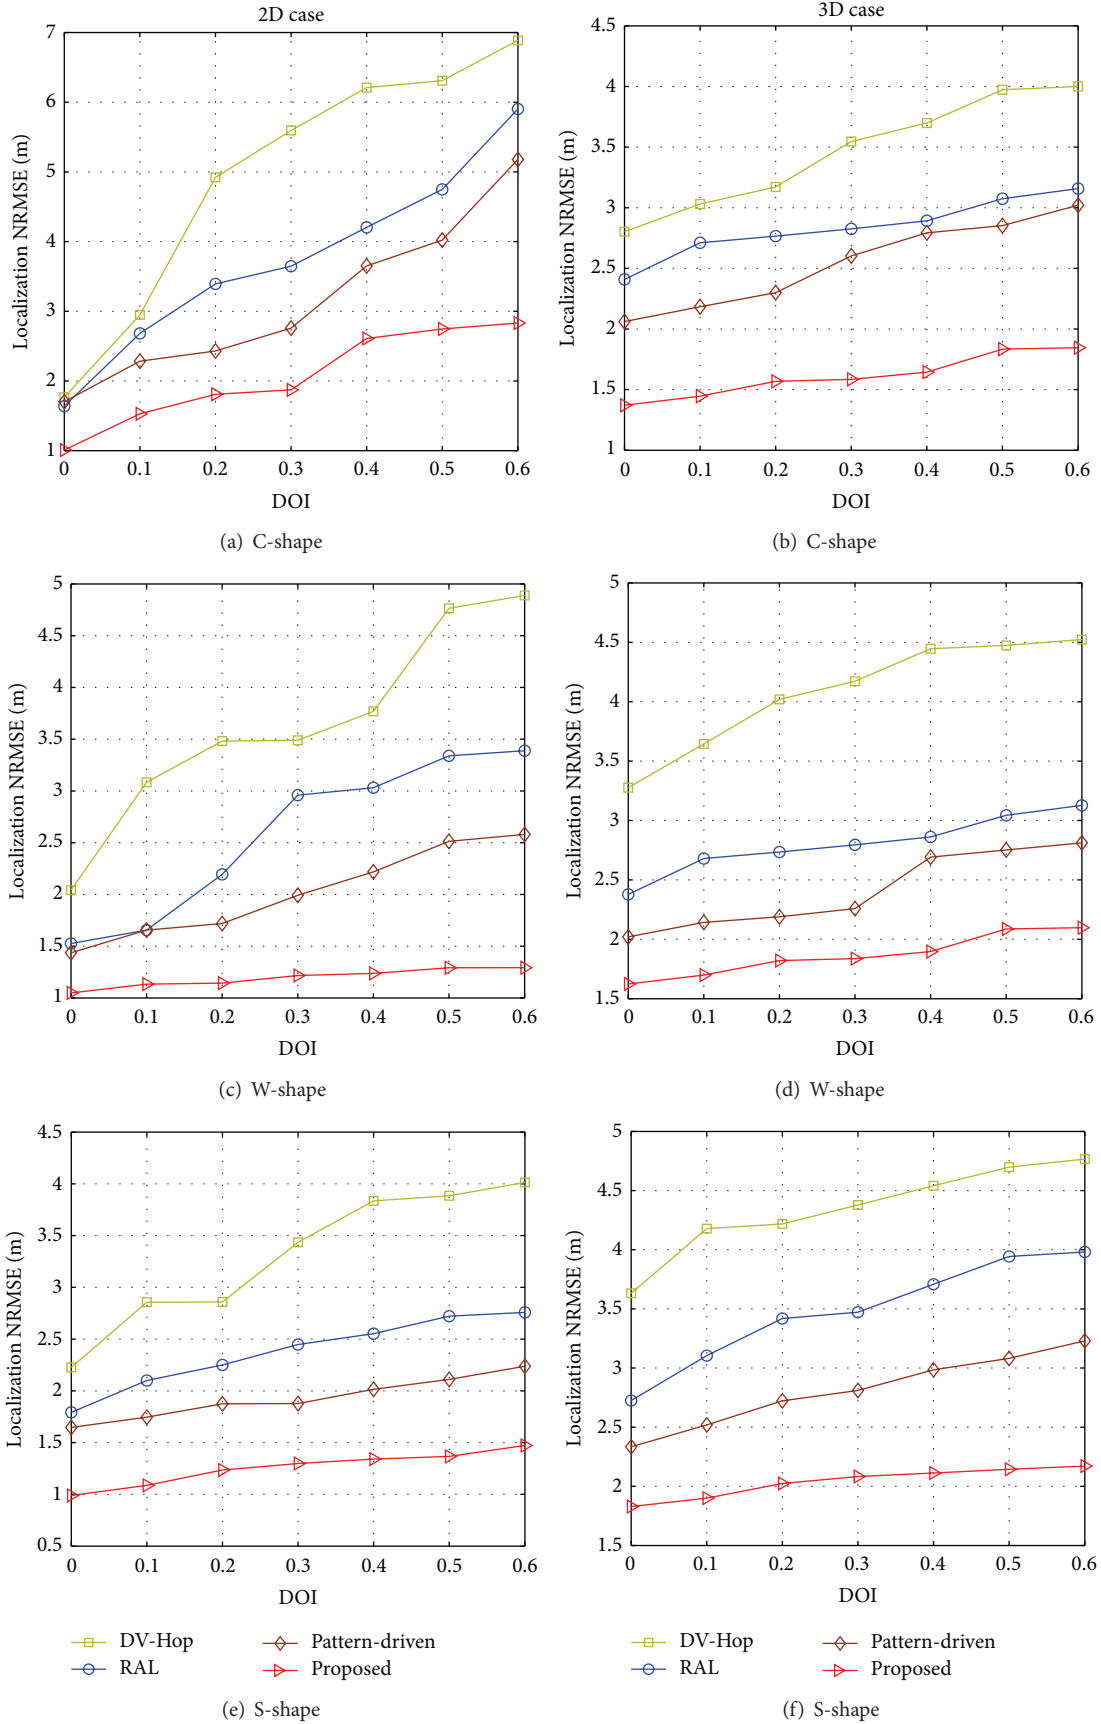 2D case
7
6
5
4
3
2
1
0 0.1 0.2 0.3 0.4 0.5 0.6
Localization NRMSE (m)
DOI
(a) C-shape
3D case
4.5
4
3.5
3
2.5
2
1.5
1
0 0.1 0.2 0.3 0.4 0.5 0.6
Localization NRMSE (m)
DOI
(b) C-shape
5
4.5
4
3.5
3
2.5
2
1.5
1
0 0.1 0.2 0.3 0.4 0.5 0.6
Localization NRMSE (m)
DOI
(c) W-shape
5
4.5
4
3.5
3
2.5
2
1.5
0 0.1 0.2 0.3 0.4 0.5 0.6
Localization NRMSE (m)
DOI
(d) W-shape
4.5
4
3.5
3
2.5
2
1.5
1
0.5
0 0.1 0.2 0.3 0.4 0.5 0.6
Localization NRMSE (m)
DOI
DV-Hop
RAL
Pattern-driven
Proposed
(e) S-shape
5
4.5
4
3.5
3
2.5
2
1.5
0 0.1 0.2 0.3 0.4 0.5 0.6
Localization NRMSE (m)
DOI
DV-Hop
RAL
Pattern-driven
Proposed
(f) S-shape